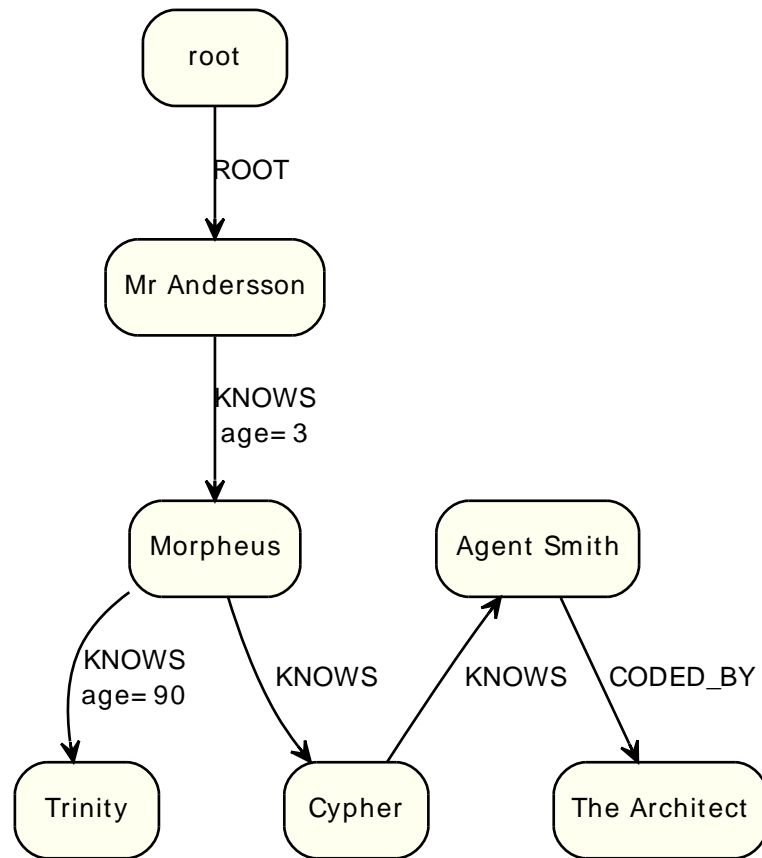 root
ROOT
Mr Andersson
KNOWS
age= 3
Morpheus
Agent Smith
KNOWS
age= 90
KNOWS
KNOWS
CODED_BY
Trinity
Cypher
The Architect